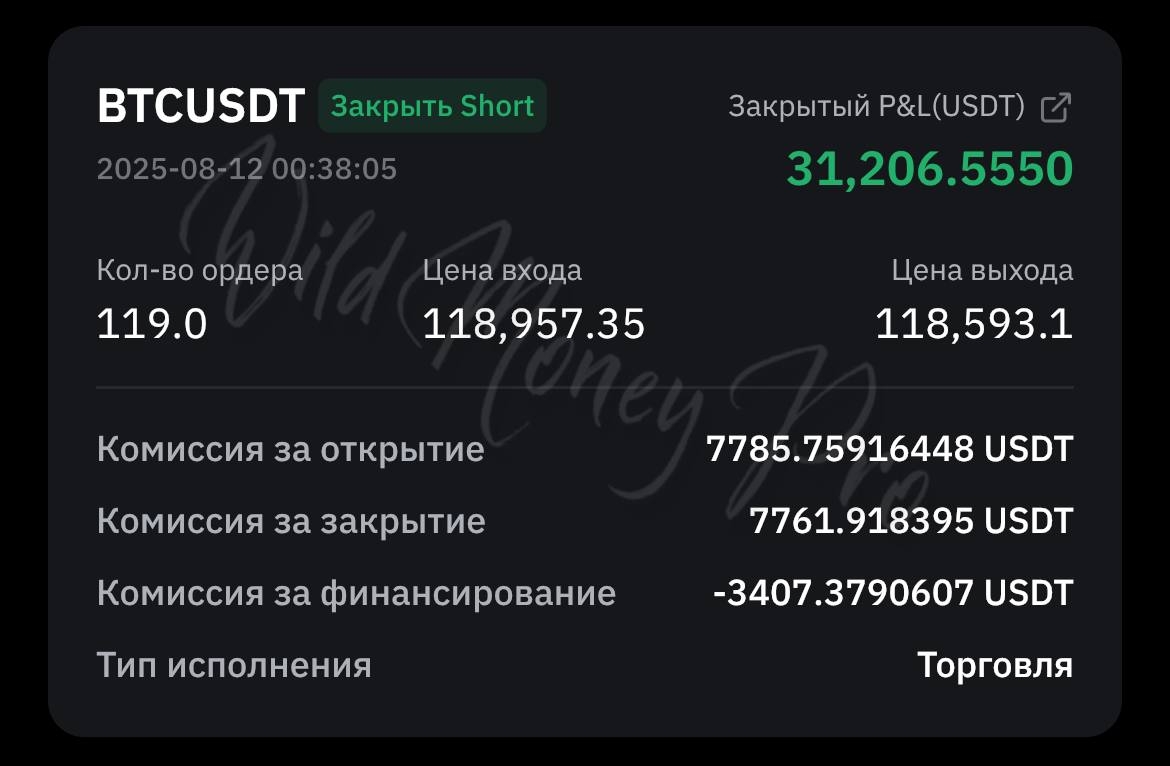 BTCUSDT Закрыть Short Закрытый P&L(USDT)
2025-08-12 00:38:05 31,206.5550
Кол-во ордера Цена входа Цена выхода
119.0 118,957.35 118,593.1
Комиссия за открытие 7785.75916448 USDT
Комиссия за закрытие 7761.918395 USDT
Комиссия за финансирование -3407.3790607 USDT
Тип исполнения Торговля
Wild Money Pro